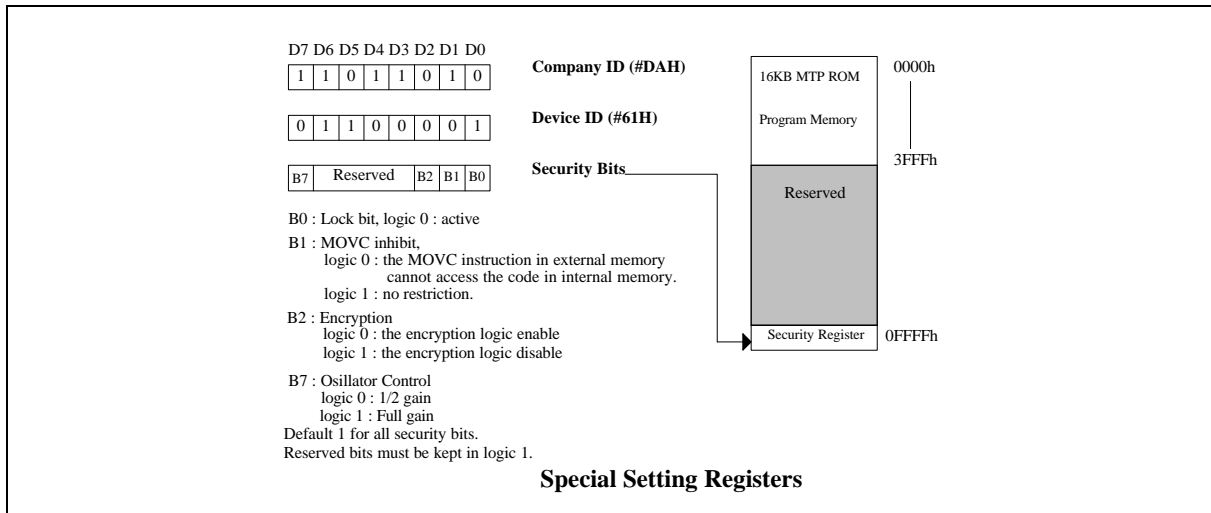 D7 D6 D5 D4 D3 D2 D1 D0
1 1 0 1 1 0 1 0
Company ID (#DAH)
0 1 1 0 0 0 0 1
Device ID (#61H)
B7 Reserved B2 B1 B0
Security Bits
B0 : Lock bit, logic 0 : active
B1 : MOVC inhibit,
logic 0 : the MOVC instruction in external memory
cannot access the code in internal memory.
logic 1 : no restriction.
B2 : Encryption
logic 0 : the encryption logic enable
logic 1 : the encryption logic disable
B7 : Osillator Control
logic 0 : 1/2 gain
logic 1 : Full gain
Default 1 for all security bits.
Reserved bits must be kept in logic 1.
16KB MTP ROM
Program Memory
0000h
3FFFh
Reserved
Security Register
0FFFFh
Special Setting Registers